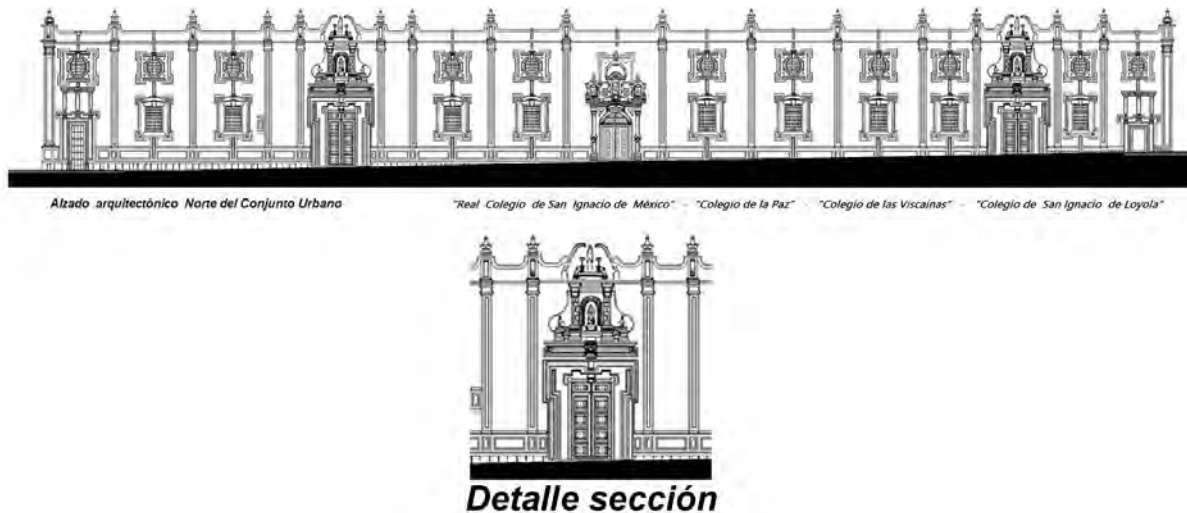 Alzado arquitectónico Norte del Conjunto Urbano
"Real Colegio de San Ignacio de México" - "Colegio de la Paz" - "Colegio de las Viscaínas" - "Colegio de San Ignacio de Loyola"
Detalle sección